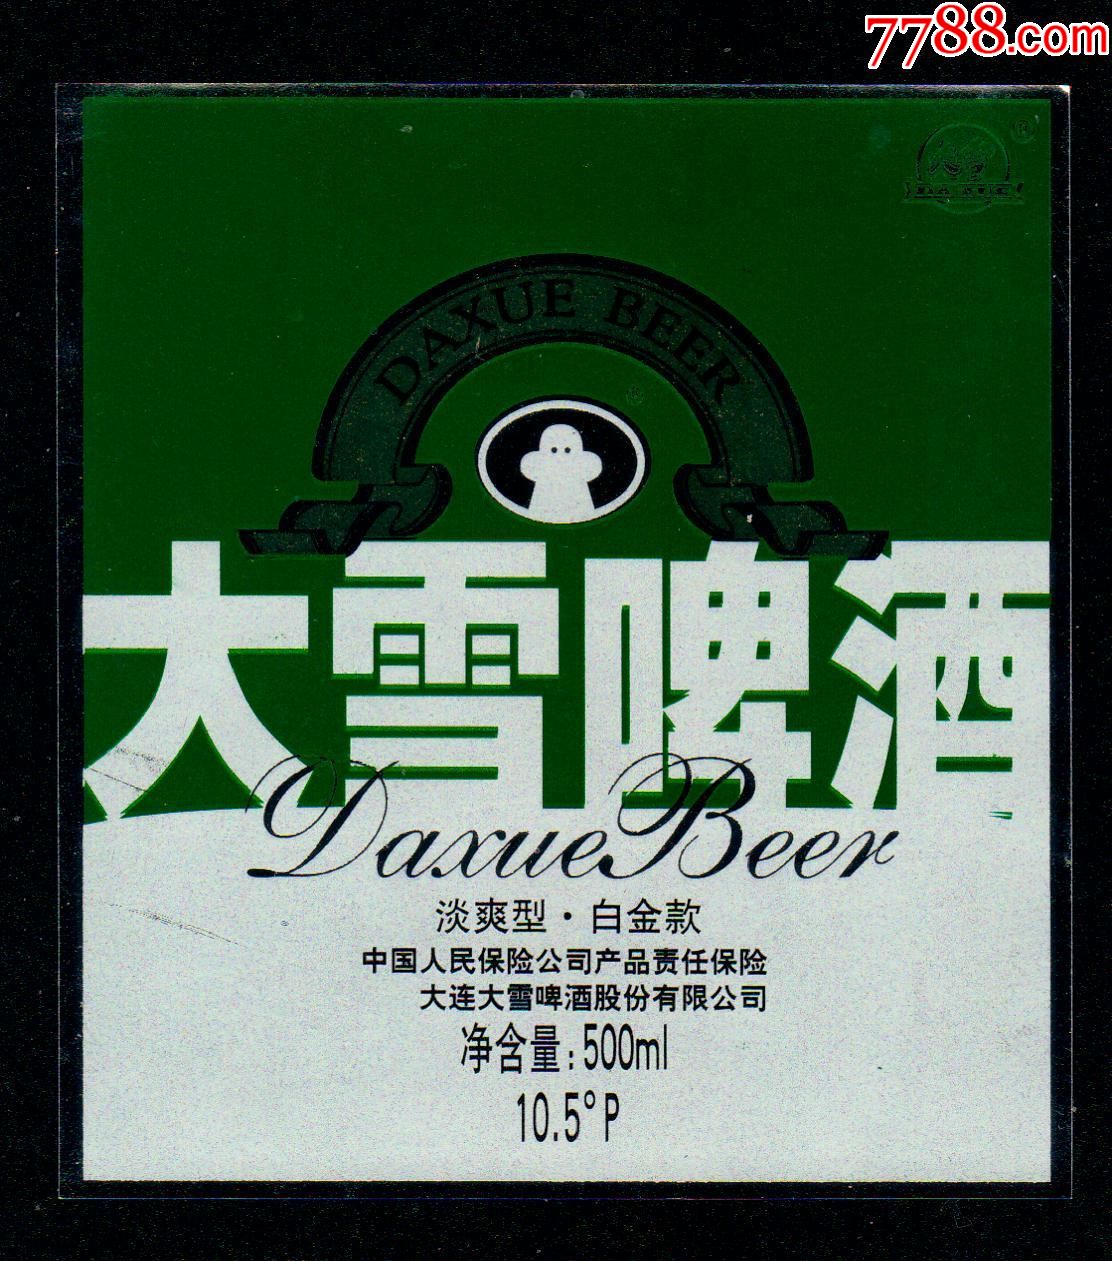 7788.com
DA XUE
®
DAXUE BEER
®
大雪啤酒
Daxue Beer
淡爽型·白金款
中国人民保险公司产品责任保险
大连大雪啤酒股份有限公司
净含量:500ml
10.5°P